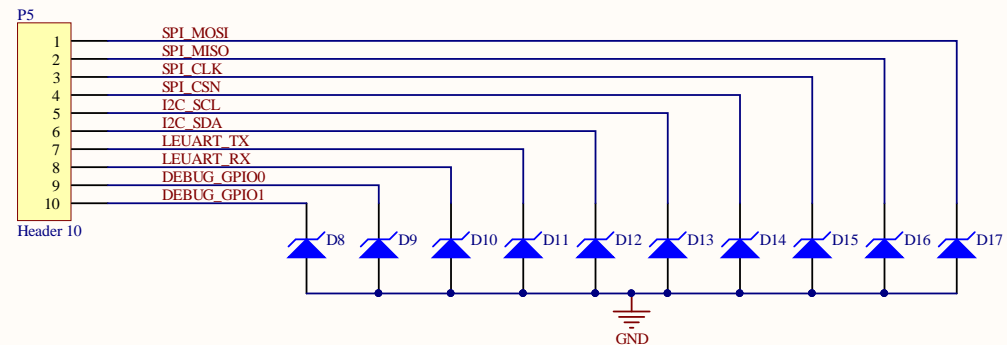 P5
1 SPI_MOSI
2 SPI_MISO
3 SPI_CLK
4 SPI_CSN
5 I2C_SCL
6 I2C_SDA
7 LEUART_TX
8 LEUART_RX
9 DEBUG_GPIO0
10 DEBUG_GPIO1
Header 10
D8 D9 D10 D11 D12 D13 D14 D15 D16 D17
GND